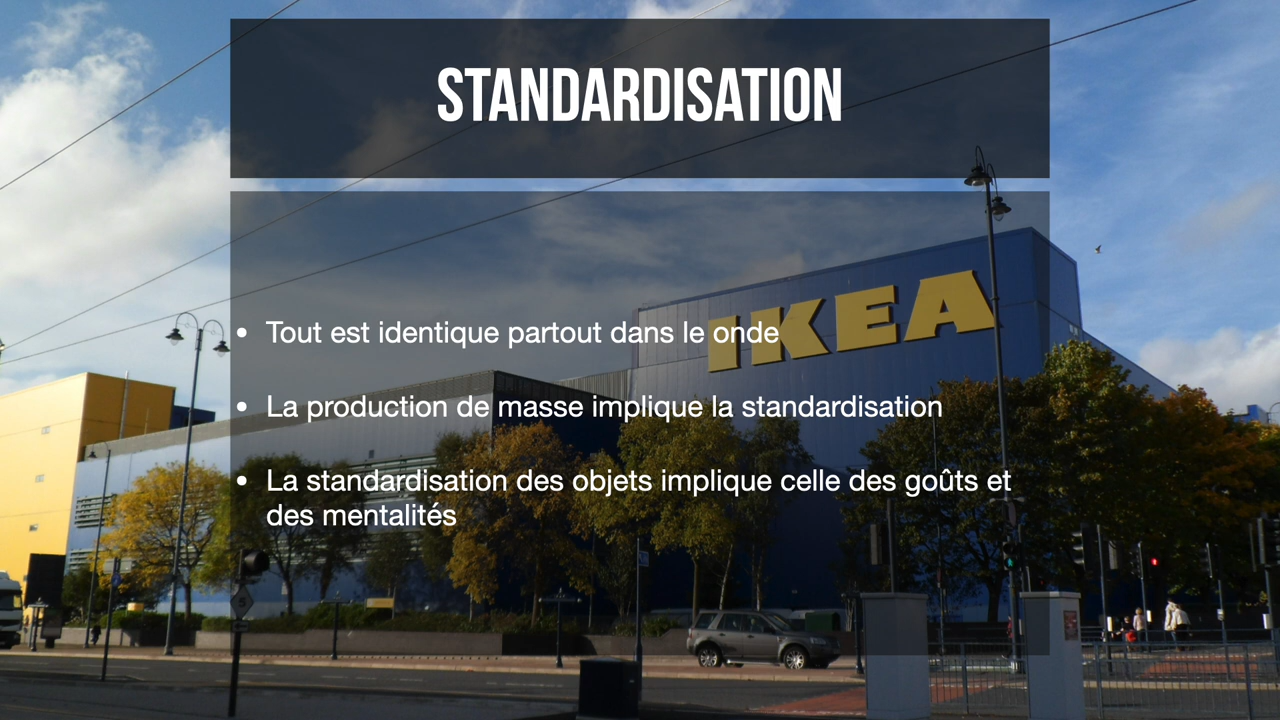 STANDARDISATION
IKEA
• Tout est identique partout dans le onde
• La production de masse implique la standardisation
• La standardisation des objets implique celle des goûts et
des mentalités